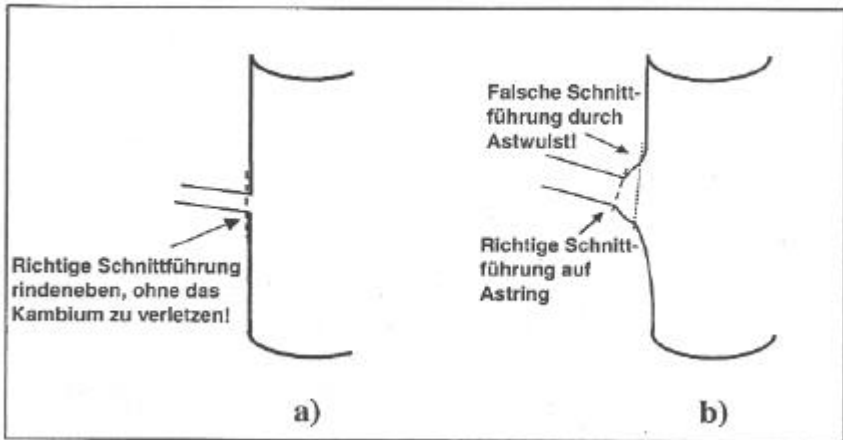 Falsche Schnitt-
führung durch
Astwulst!
Richtige Schnittführung
rindeneben, ohne das
Kambium zu verletzen!
Richtige Schnitt-
führung auf
Astring
a)
b)